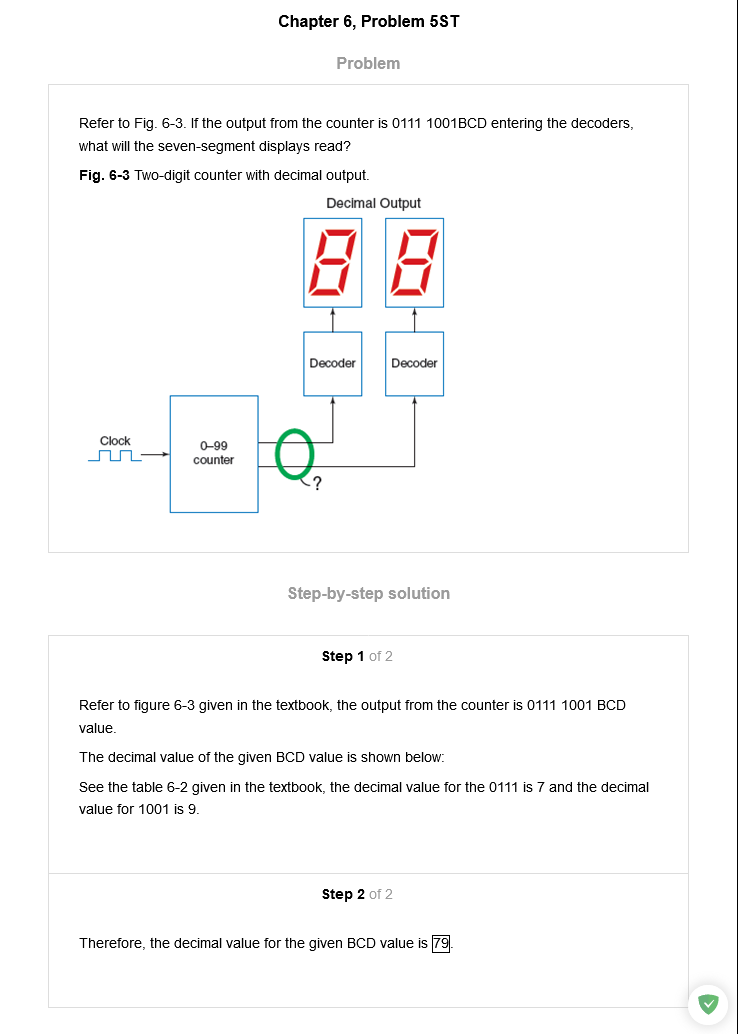 Chapter 6, Problem 5ST
Problem
Refer to Fig. 6-3. If the output from the counter is 0111 1001BCD entering the decoders,
what will the seven-segment displays read?
Fig. 6-3 Two-digit counter with decimal output.
Decimal Output
8 8
Decoder Decoder
Clock
0–99
counter
?
Step-by-step solution
Step 1 of 2
Refer to figure 6-3 given in the textbook, the output from the counter is 0111 1001 BCD
value.
The decimal value of the given BCD value is shown below:
See the table 6-2 given in the textbook, the decimal value for the 0111 is 7 and the decimal
value for 1001 is 9.
Step 2 of 2
Therefore, the decimal value for the given BCD value is 79.